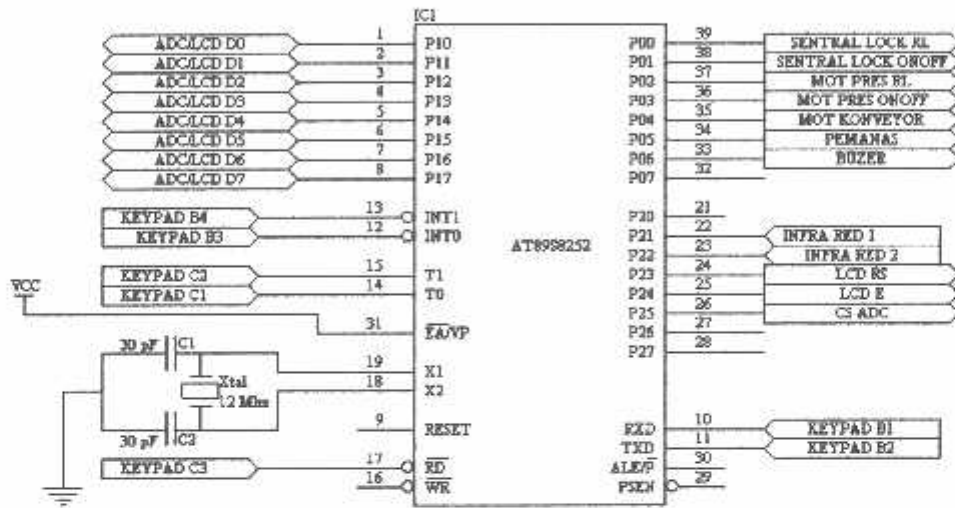 IC1
ADC/LCD D0 1 P10
ADC/LCD D1 2 P11
ADC/LCD D2 3 P12
ADC/LCD D3 4 P13
ADC/LCD D4 5 P14
ADC/LCD D5 6 P15
ADC/LCD D6 7 P16
ADC/LCD D7 8 P17
KEYPAD B4 13 INT1
KEYPAD B3 12 INT0
KEYPAD C2 15 T1
KEYPAD C1 14 T0
VCC
31 EA/VP
30 pF C1
19 X1
Xtal
18 X2
12 Mhz
9 RESET
30 pF C2
KEYPAD C3 17 RD
16 WR
AT89S8252
P00 39 SENTRAL LOCK RL
P01 38 SENTRAL LOCK ONOFF
P02 37 MOT PRES RL
P03 36 MOT PRES ONOFF
P04 35 MOT KONVEYOR
P05 34 PEMANAS
P06 33 BUZER
P07 32
P20 21
P21 22 INFRA RED 1
P22 23 INFRA RED 2
P23 24 LCD RS
P24 25 LCD E
P25 26 CS ADC
P26 27
P27 28
RXD 10 KEYPAD B1
TXD 11 KEYPAD B2
ALE/P 30
PSEN 29